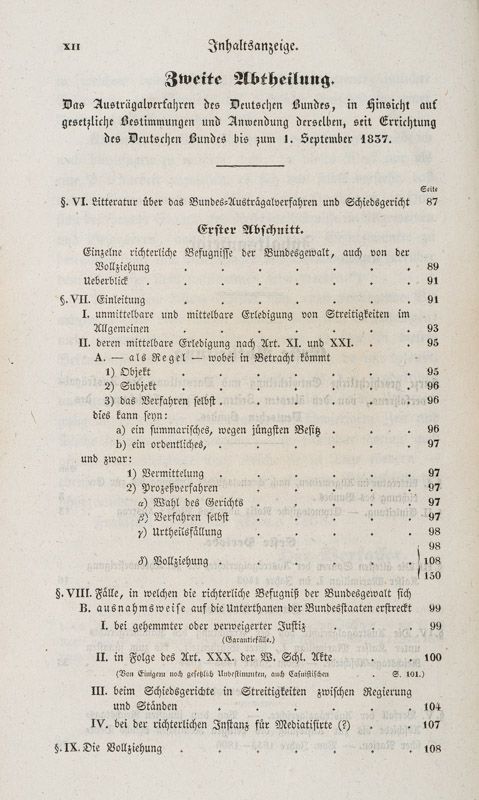 XII Inhaltsanzeige.
Zweite Abtheilung.
Das Austrägalverfahren des Deutschen Bundes, in Hinsicht auf
gesetzliche Bestimmungen und Anwendung derselben, seit Errichtung
des Deutschen Bundes bis zum 1. September 1837.
Seite
§. VI. Litteratur über das Bundes-Austrägalverfahren und Schiedsgericht 87
Erster Abschnitt.
Einzelne richterliche Befugnisse der Bundesgewalt, auch von der
Vollziehung . . . . . . . 89
Ueberblick . . . . . . . . 91
§. VII. Einleitung . . . . . . . 91
I. unmittelbare und mittelbare Erledigung von Streitigkeiten im
Allgemeinen . . . . . . . 93
II. deren mittelbare Erledigung nach Art. XI. und XXI. . . 95
A. — als Regel — wobei in Betracht kömmt
1) Objekt . . . . . . . 95
2) Subjekt . . . . . . . 96
3) das Verfahren selbst . . . . . 96
dies kann seyn:
a) ein summarisches, wegen jüngsten Besitz . . . 96
b) ein ordentliches, . . . . . . 97
und zwar:
1) Vermittelung . . . . . 97
2) Prozeßverfahren . . . . . 97
α) Wahl des Gerichts . . . . 97
β) Verfahren selbst . . . . . 97
γ) Urtheilsfällung . . . . . 98
98
δ) Vollziehung . . . . . . 108
150
§. VIII. Fälle, in welchen die richterliche Befugniß der Bundesgewalt sich
B. ausnahmsweise auf die Unterthanen der Bundesstaaten erstreckt 99
I. bei gehemmter oder verweigerter Justiz . . . 99
(Garantiefälle.)
II. in Folge des Art. XXX. der W. Schl. Akte . . 100
(Von Einigem noch gesetzlich Unbestimmten, auch Casuistischen . . S. 101.)
III. beim Schiedsgerichte in Streitigkeiten zwischen Regierung
und Ständen . . . . . . . 104
IV. bei der richterlichen Instanz für Mediatisirte (?) . . 107
§. IX. Die Vollziehung . . . . . . . 108